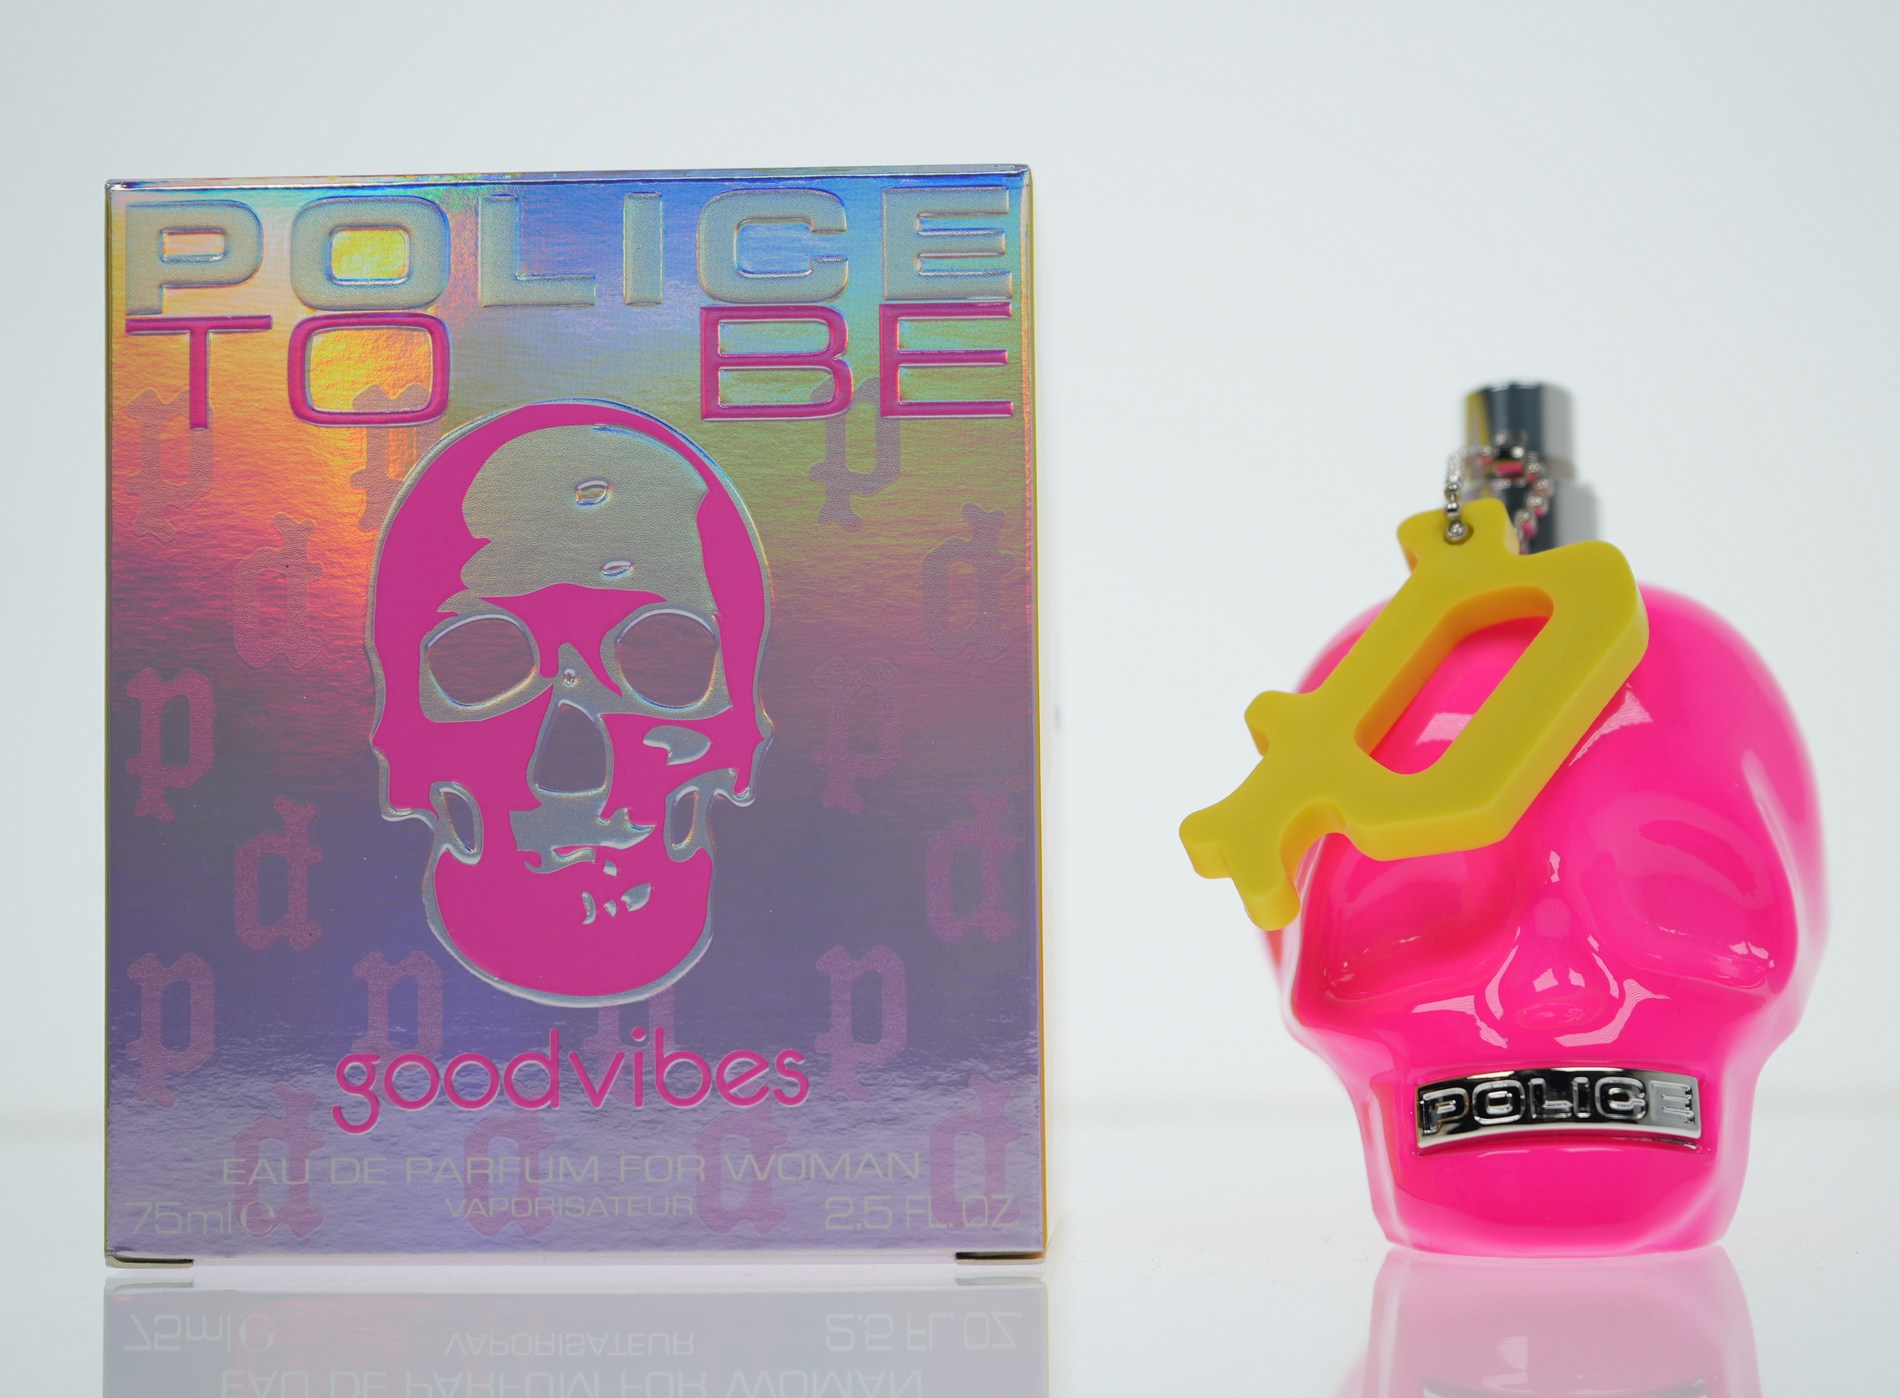 POLICE
TO BE
goodvibes
EAU DE PARFUM FOR WOMAN
75ml e VAPORISATEUR 2.5 FL.OZ.
POLICE